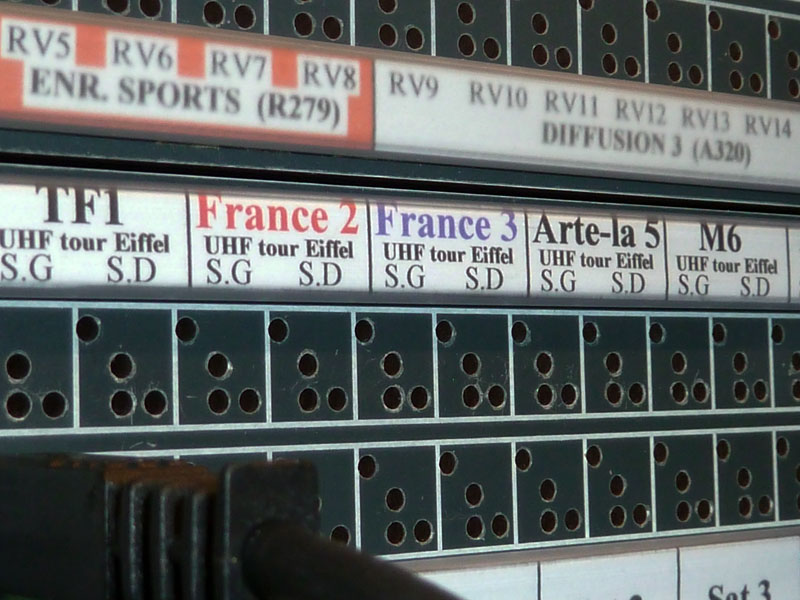 RV5 RV6 RV7 RV8 RV9 RV10 RV11 RV12 RV13 RV14
ENR. SPORTS (R279) DIFFUSION 3 (A320)
TF1 France 2 France 3 Arte-la 5 M6
UHF tour Eiffel UHF tour Eiffel UHF tour Eiffel UHF tour Eiffel UHF tour Eiffel
S.G S.D S.G S.D S.G S.D S.G S.D S.G S.D
Sat 3